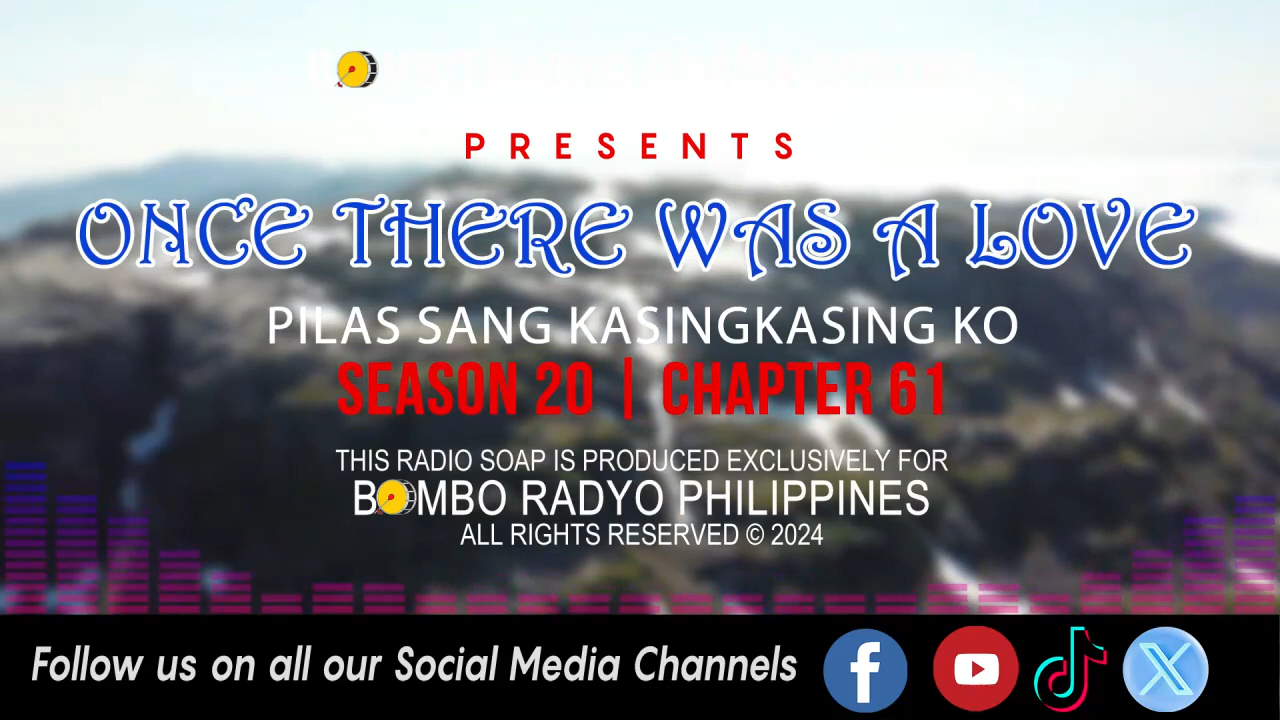 PRESENTS
ONCE THERE WAS A LOVE
PILAS SANG KASINGKASING KO
SEASON 20 | CHAPTER 61
THIS RADIO SOAP IS PRODUCED EXCLUSIVELY FOR
BOMBO RADYO PHILIPPINES
ALL RIGHTS RESERVED © 2024
Follow us on all our Social Media Channels